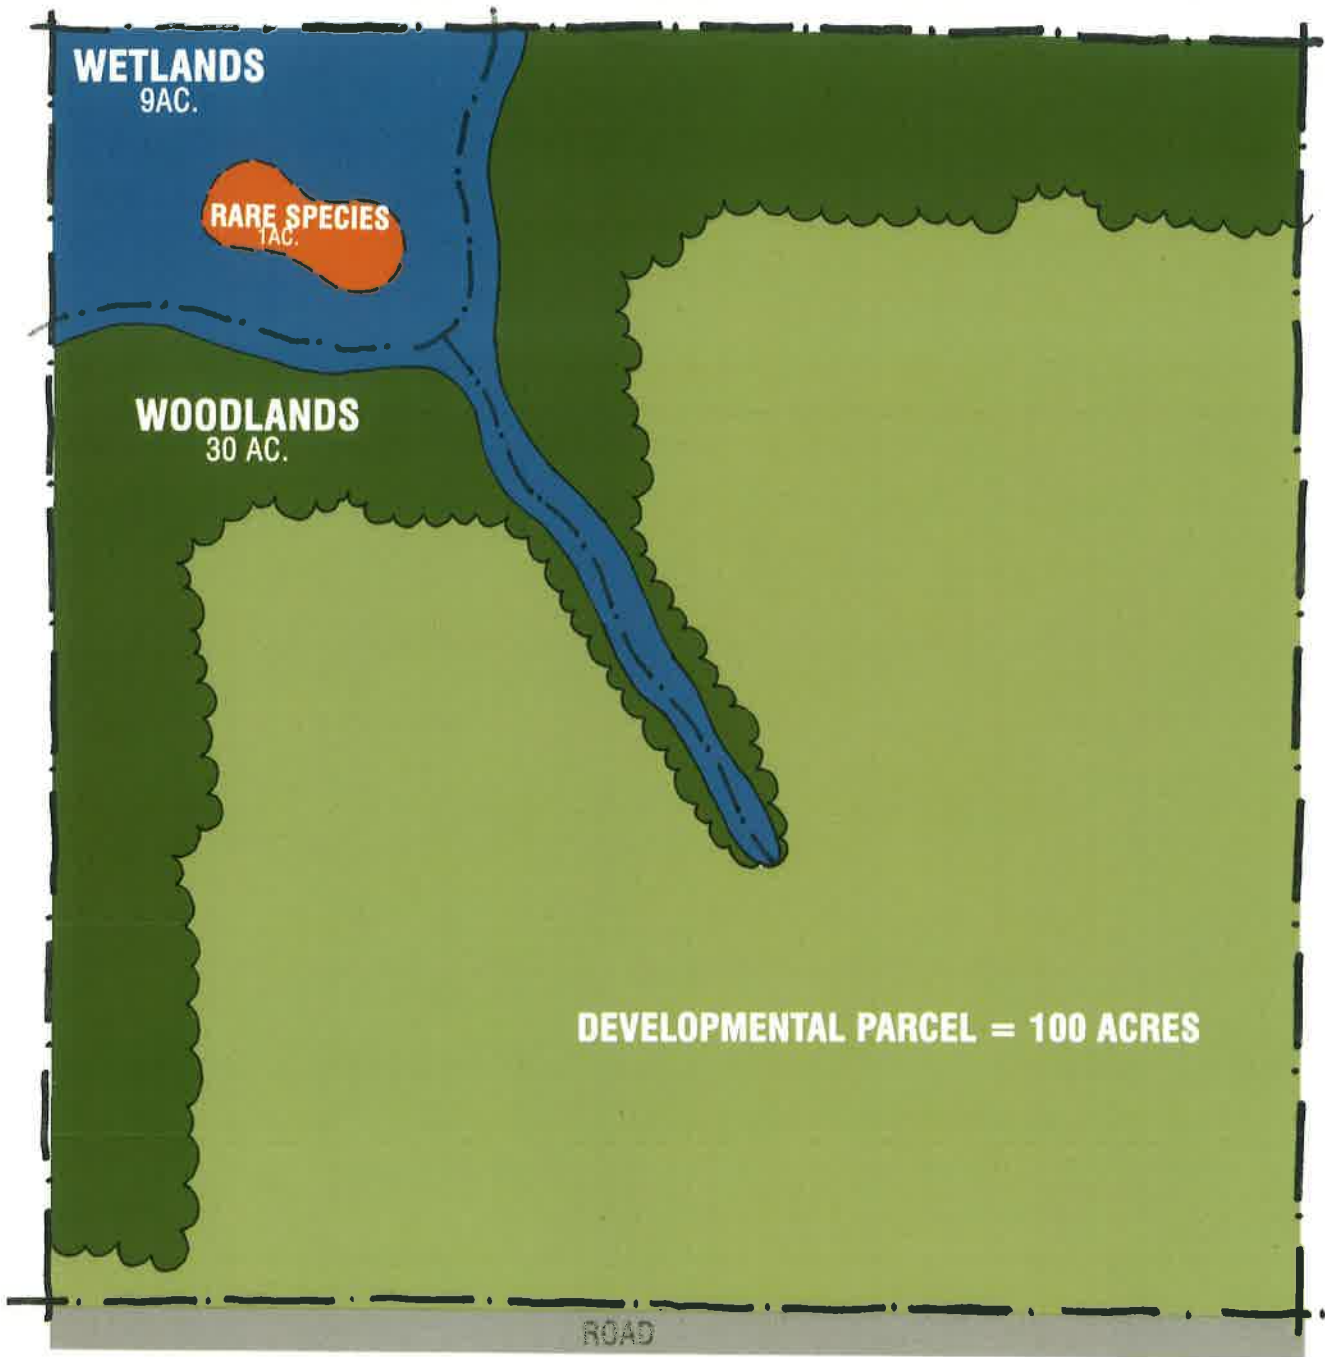 WETLANDS
9AC.
RARE SPECIES
1AC.
WOODLANDS
30 AC.
DEVELOPMENTAL PARCEL = 100 ACRES
ROAD